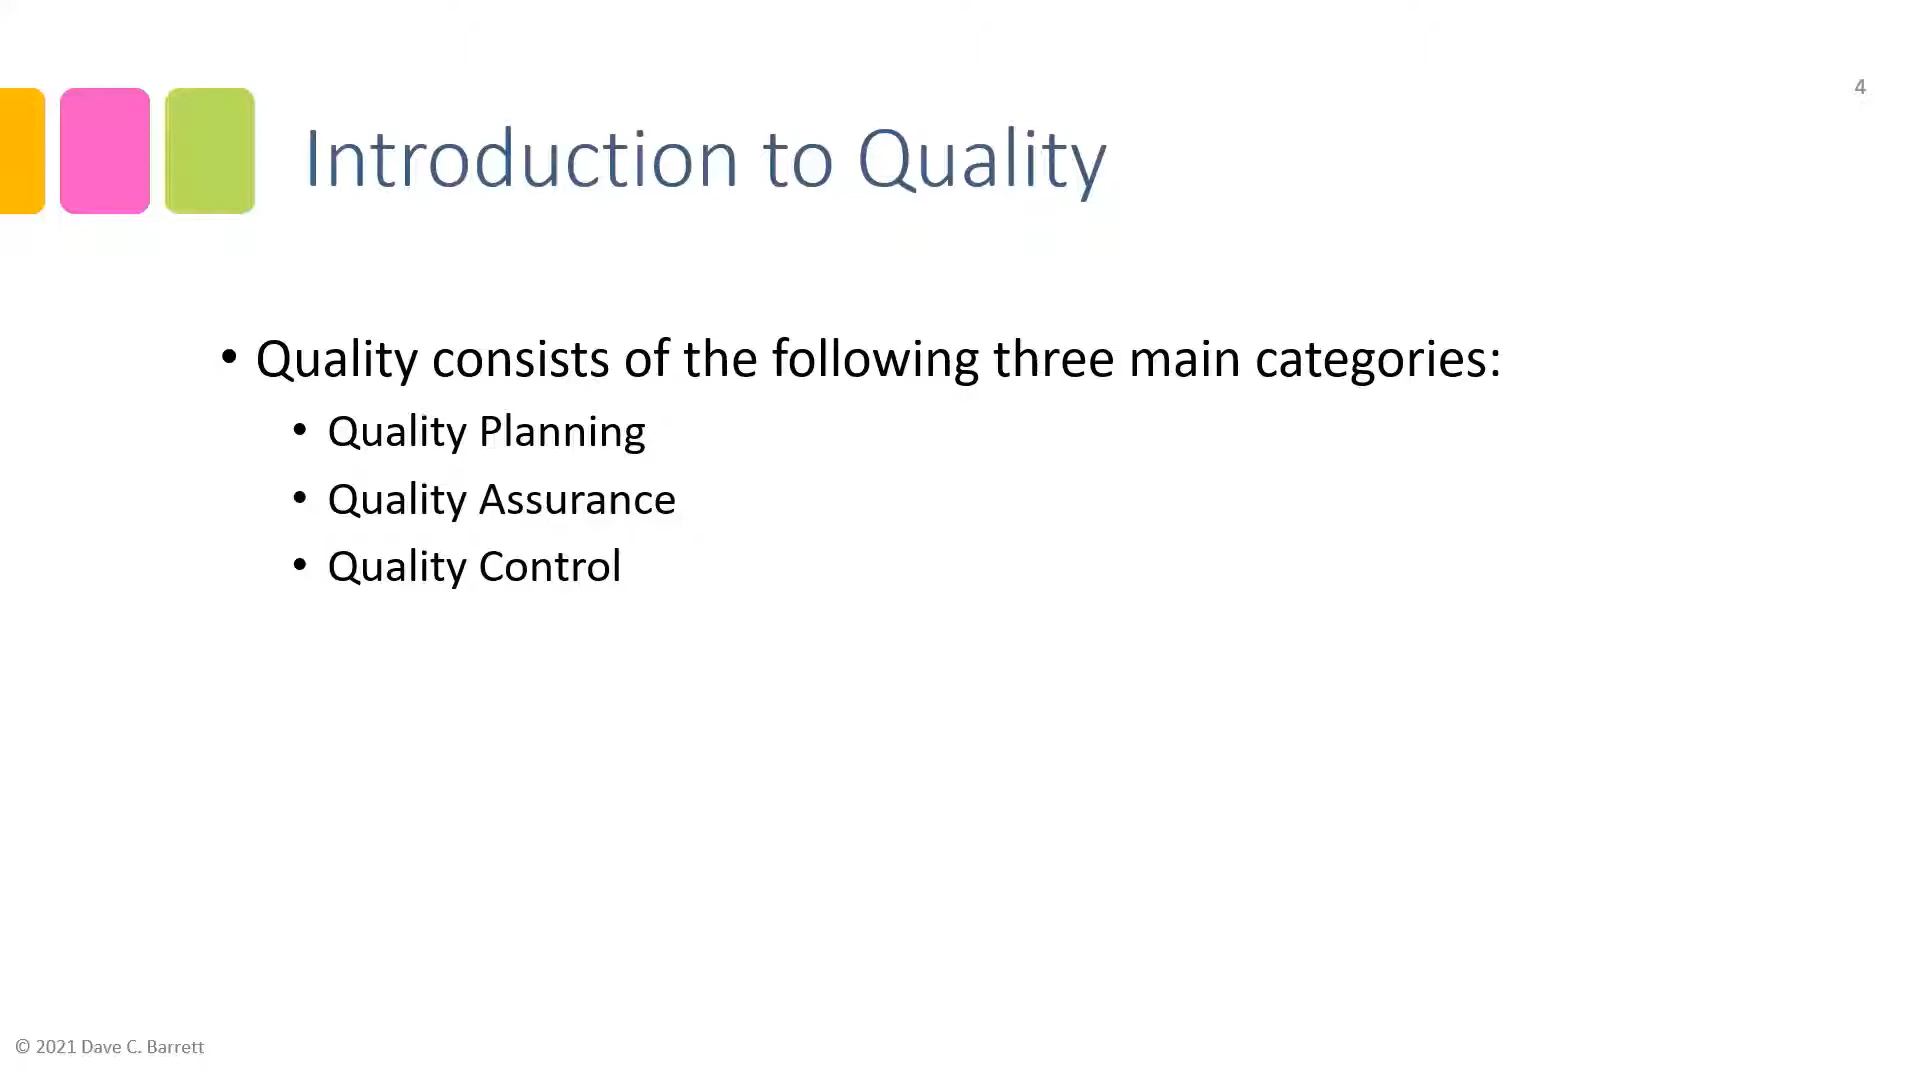 4
Introduction to Quality
• Quality consists of the following three main categories:
• Quality Planning
• Quality Assurance
• Quality Control
© 2021 Dave C. Barrett